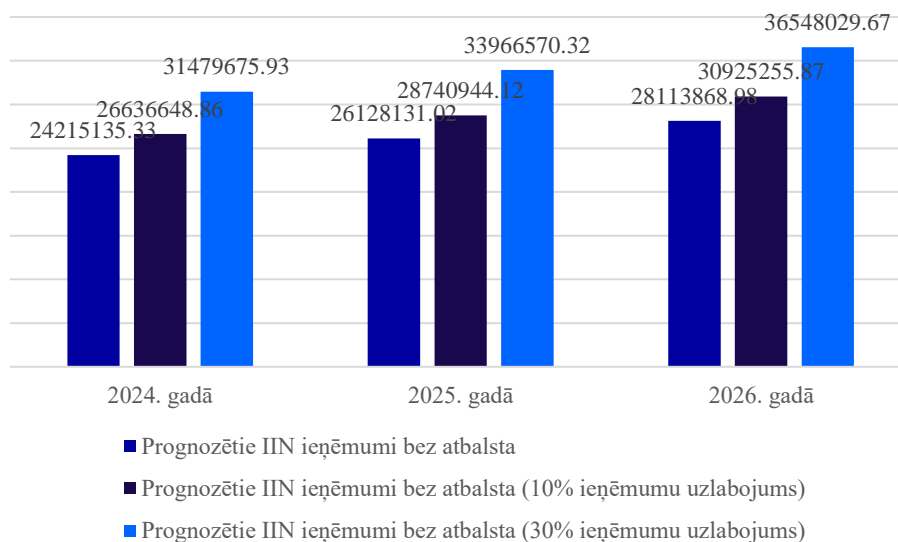 36548029.67
33966570.32
31479675.93
30925255.87
28740944.12
28113868.98
26636648.86
26128131.02
24215135.33
2024. gadā
2025. gadā
2026. gadā
Prognozētie IIN ieņēmumi bez atbalsta
Prognozētie IIN ieņēmumi bez atbalsta (10% ieņēmumu uzlabojums)
Prognozētie IIN ieņēmumi bez atbalsta (30% ieņēmumu uzlabojums)